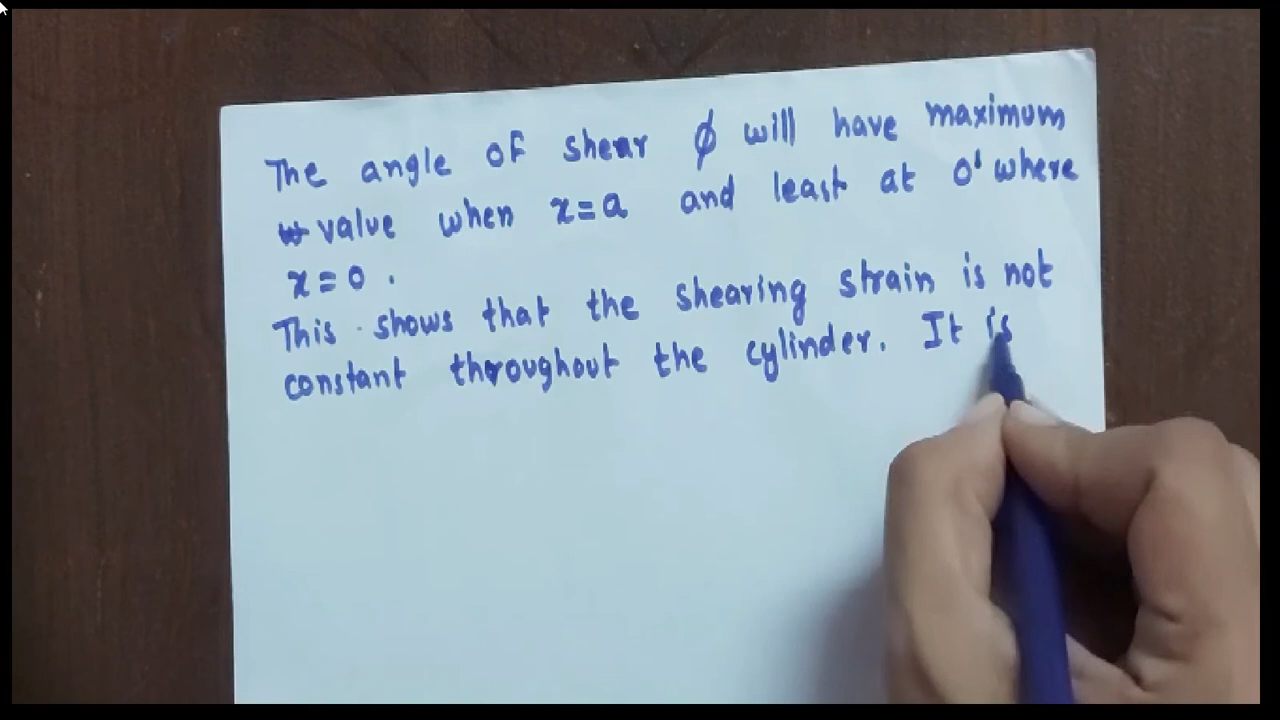 The angle of shear ϕ will have maximum
value when x=a and least at O' where
x=0.
This shows that the shearing strain is not
constant throughout the cylinder. It is